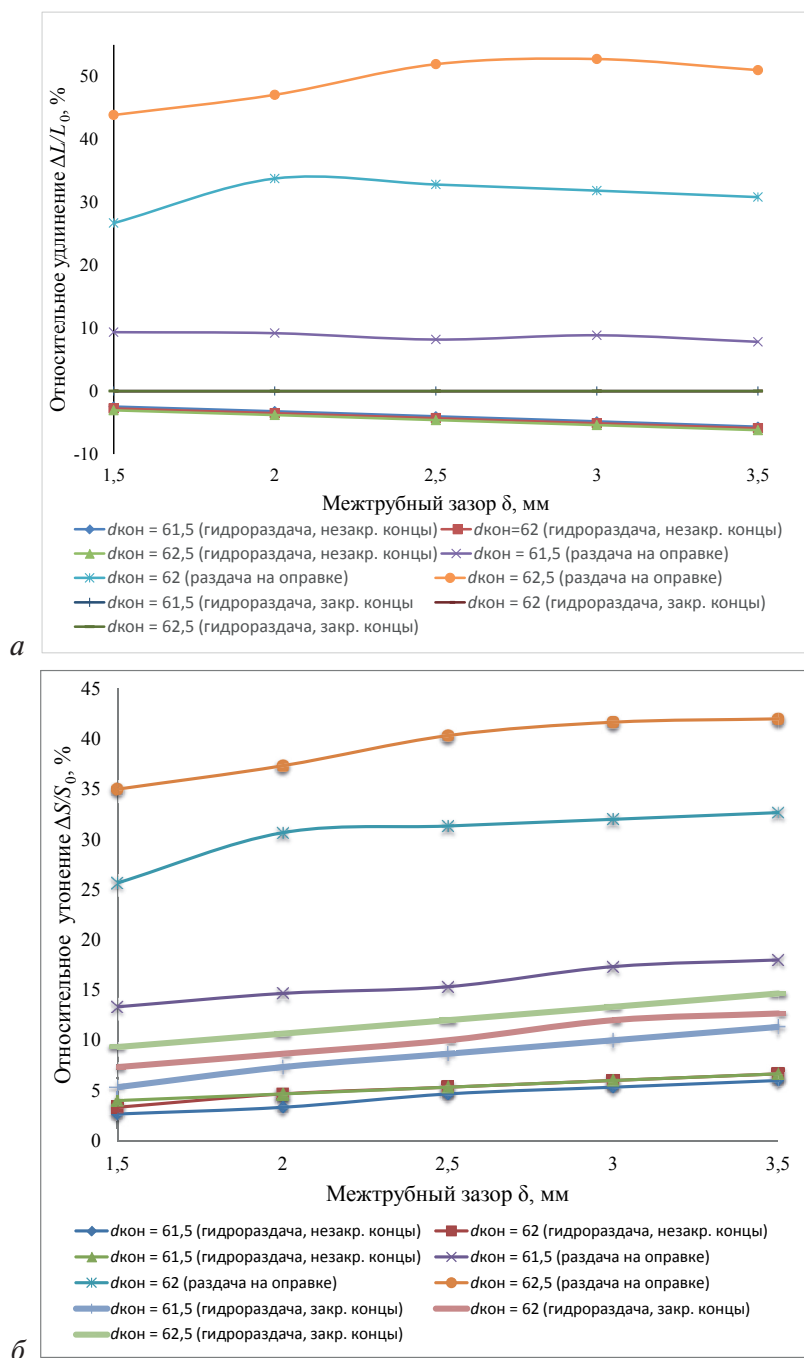 Относительное удлинение ΔL/L0, %
50
40
30
20
10
0
-10
1,5 2 2,5 3 3,5
Межтрубный зазор δ, мм
dкон = 61,5 (гидрораздача, незакр. концы) dкон=62 (гидрораздача, незакр. концы)
dкон = 62,5 (гидрораздача, незакр. концы) dкон = 61,5 (раздача на оправке)
dкон = 62 (раздача на оправке) dкон = 62,5 (раздача на оправке)
dкон = 61,5 (гидрораздача, закр. концы dкон = 62 (гидрораздача, закр. концы)
dкон = 62,5 (гидрораздача, закр. концы)
а
Относительное утонение ΔS/S0, %
45
40
35
30
25
20
15
10
5
0
1,5 2 2,5 3 3,5
Межтрубный зазор δ, мм
dкон = 61,5 (гидрораздача, незакр. концы) dкон = 62 (гидрораздача, незакр. концы)
dкон = 61,5 (гидрораздача, незакр. концы) dкон = 61,5 (раздача на оправке)
dкон = 62 (раздача на оправке) dкон = 62,5 (раздача на оправке)
dкон = 61,5 (гидрораздача, закр. концы) dкон = 62 (гидрораздача, закр. концы)
dкон = 62,5 (гидрораздача, закр. концы)
б